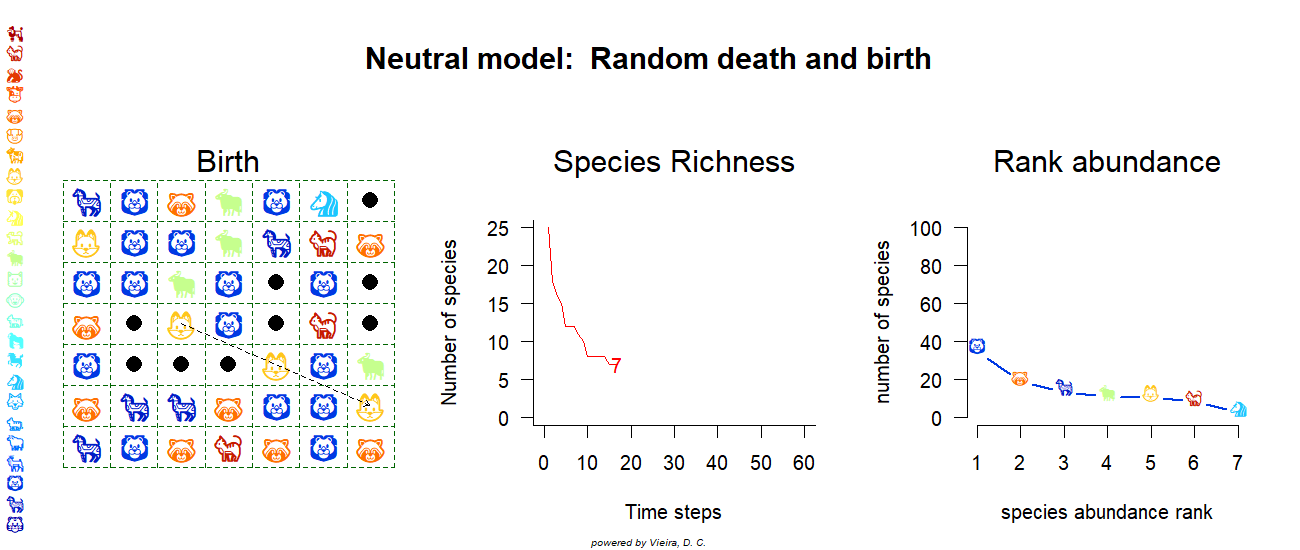 Neutral model: Random death and birth
Birth
Species Richness
Rank abundance
Number of species
25
20
15
10
5
0
7
0 10 20 30 40 50 60
Time steps
number of species
100
80
60
40
20
0
1 2 3 4 5 6 7
species abundance rank
powered by Vieira, D. C.